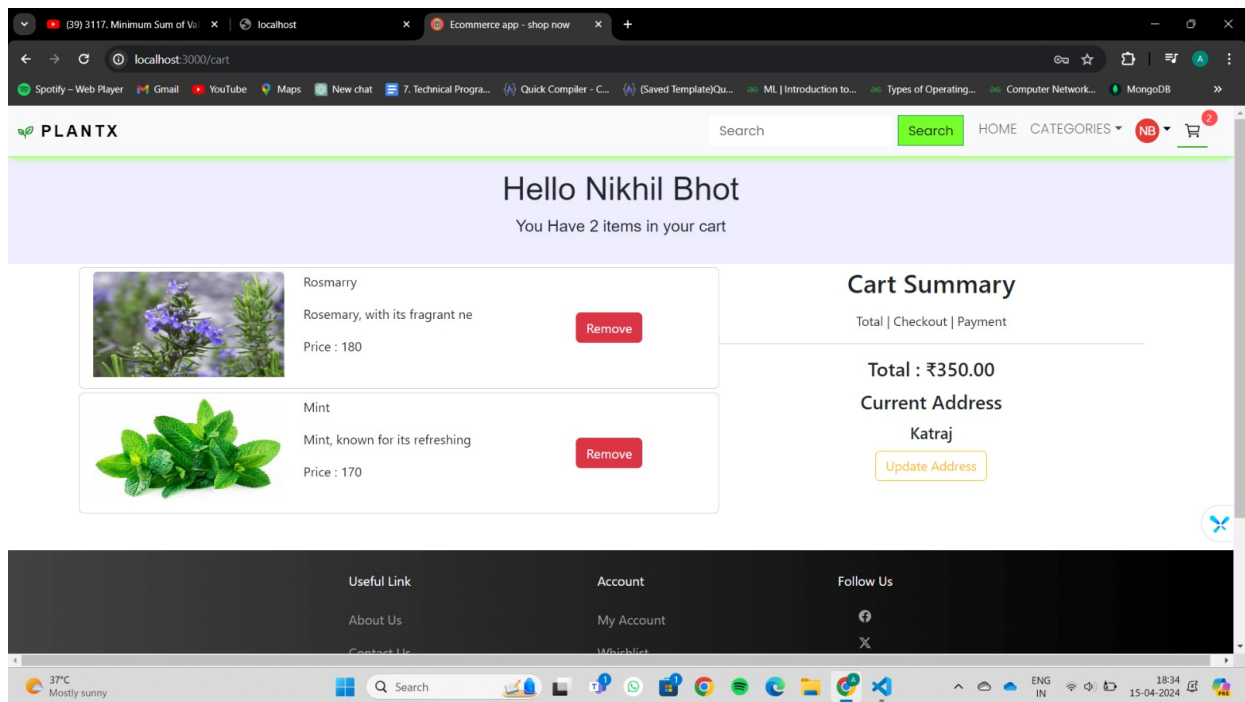 (39) 3117. Minimum Sum of Val
localhost
Ecommerce app - shop now
localhost:3000/cart
A
Spotify – Web Player
Gmail
YouTube
Maps
New chat
7. Technical Progra...
Quick Compiler - C...
(Saved Template)Qu...
ML | Introduction to...
Types of Operating...
Computer Network...
MongoDB
PLANTX
Search
Search
HOME
CATEGORIES
NB
2
Hello Nikhil Bhot
You Have 2 items in your cart
Rosmarry
Rosemary, with its fragrant ne
Price : 180
Remove
Mint
Mint, known for its refreshing
Price : 170
Remove
Cart Summary
Total | Checkout | Payment
Total : ₹350.00
Current Address
Katraj
Update Address
Useful Link
Account
Follow Us
About Us
My Account
Contact Us
Whishlist
37°C
Mostly sunny
Search
ENG
IN
18:34
15-04-2024
PRE